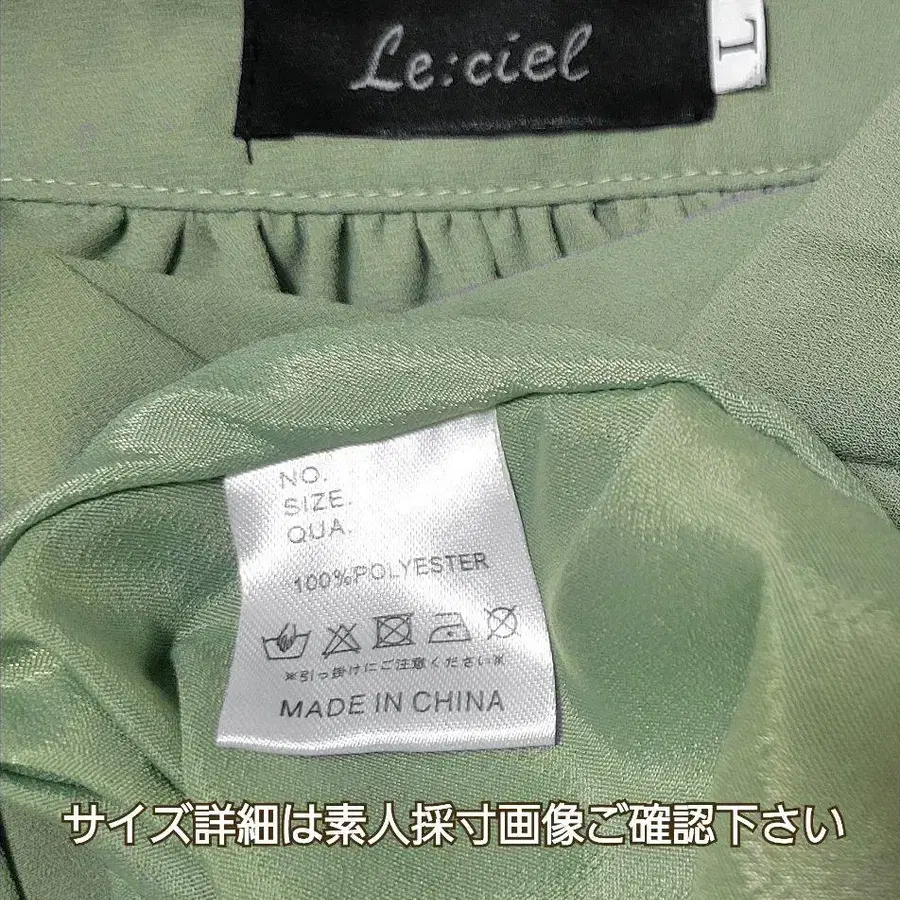 Le:ciel
L
NO.
SIZE.
QUA.
100%POLYESTER
※引っ掛けにご注意ください※
MADE IN CHINA
サイズ詳細は素人採寸画像ご確認下さい